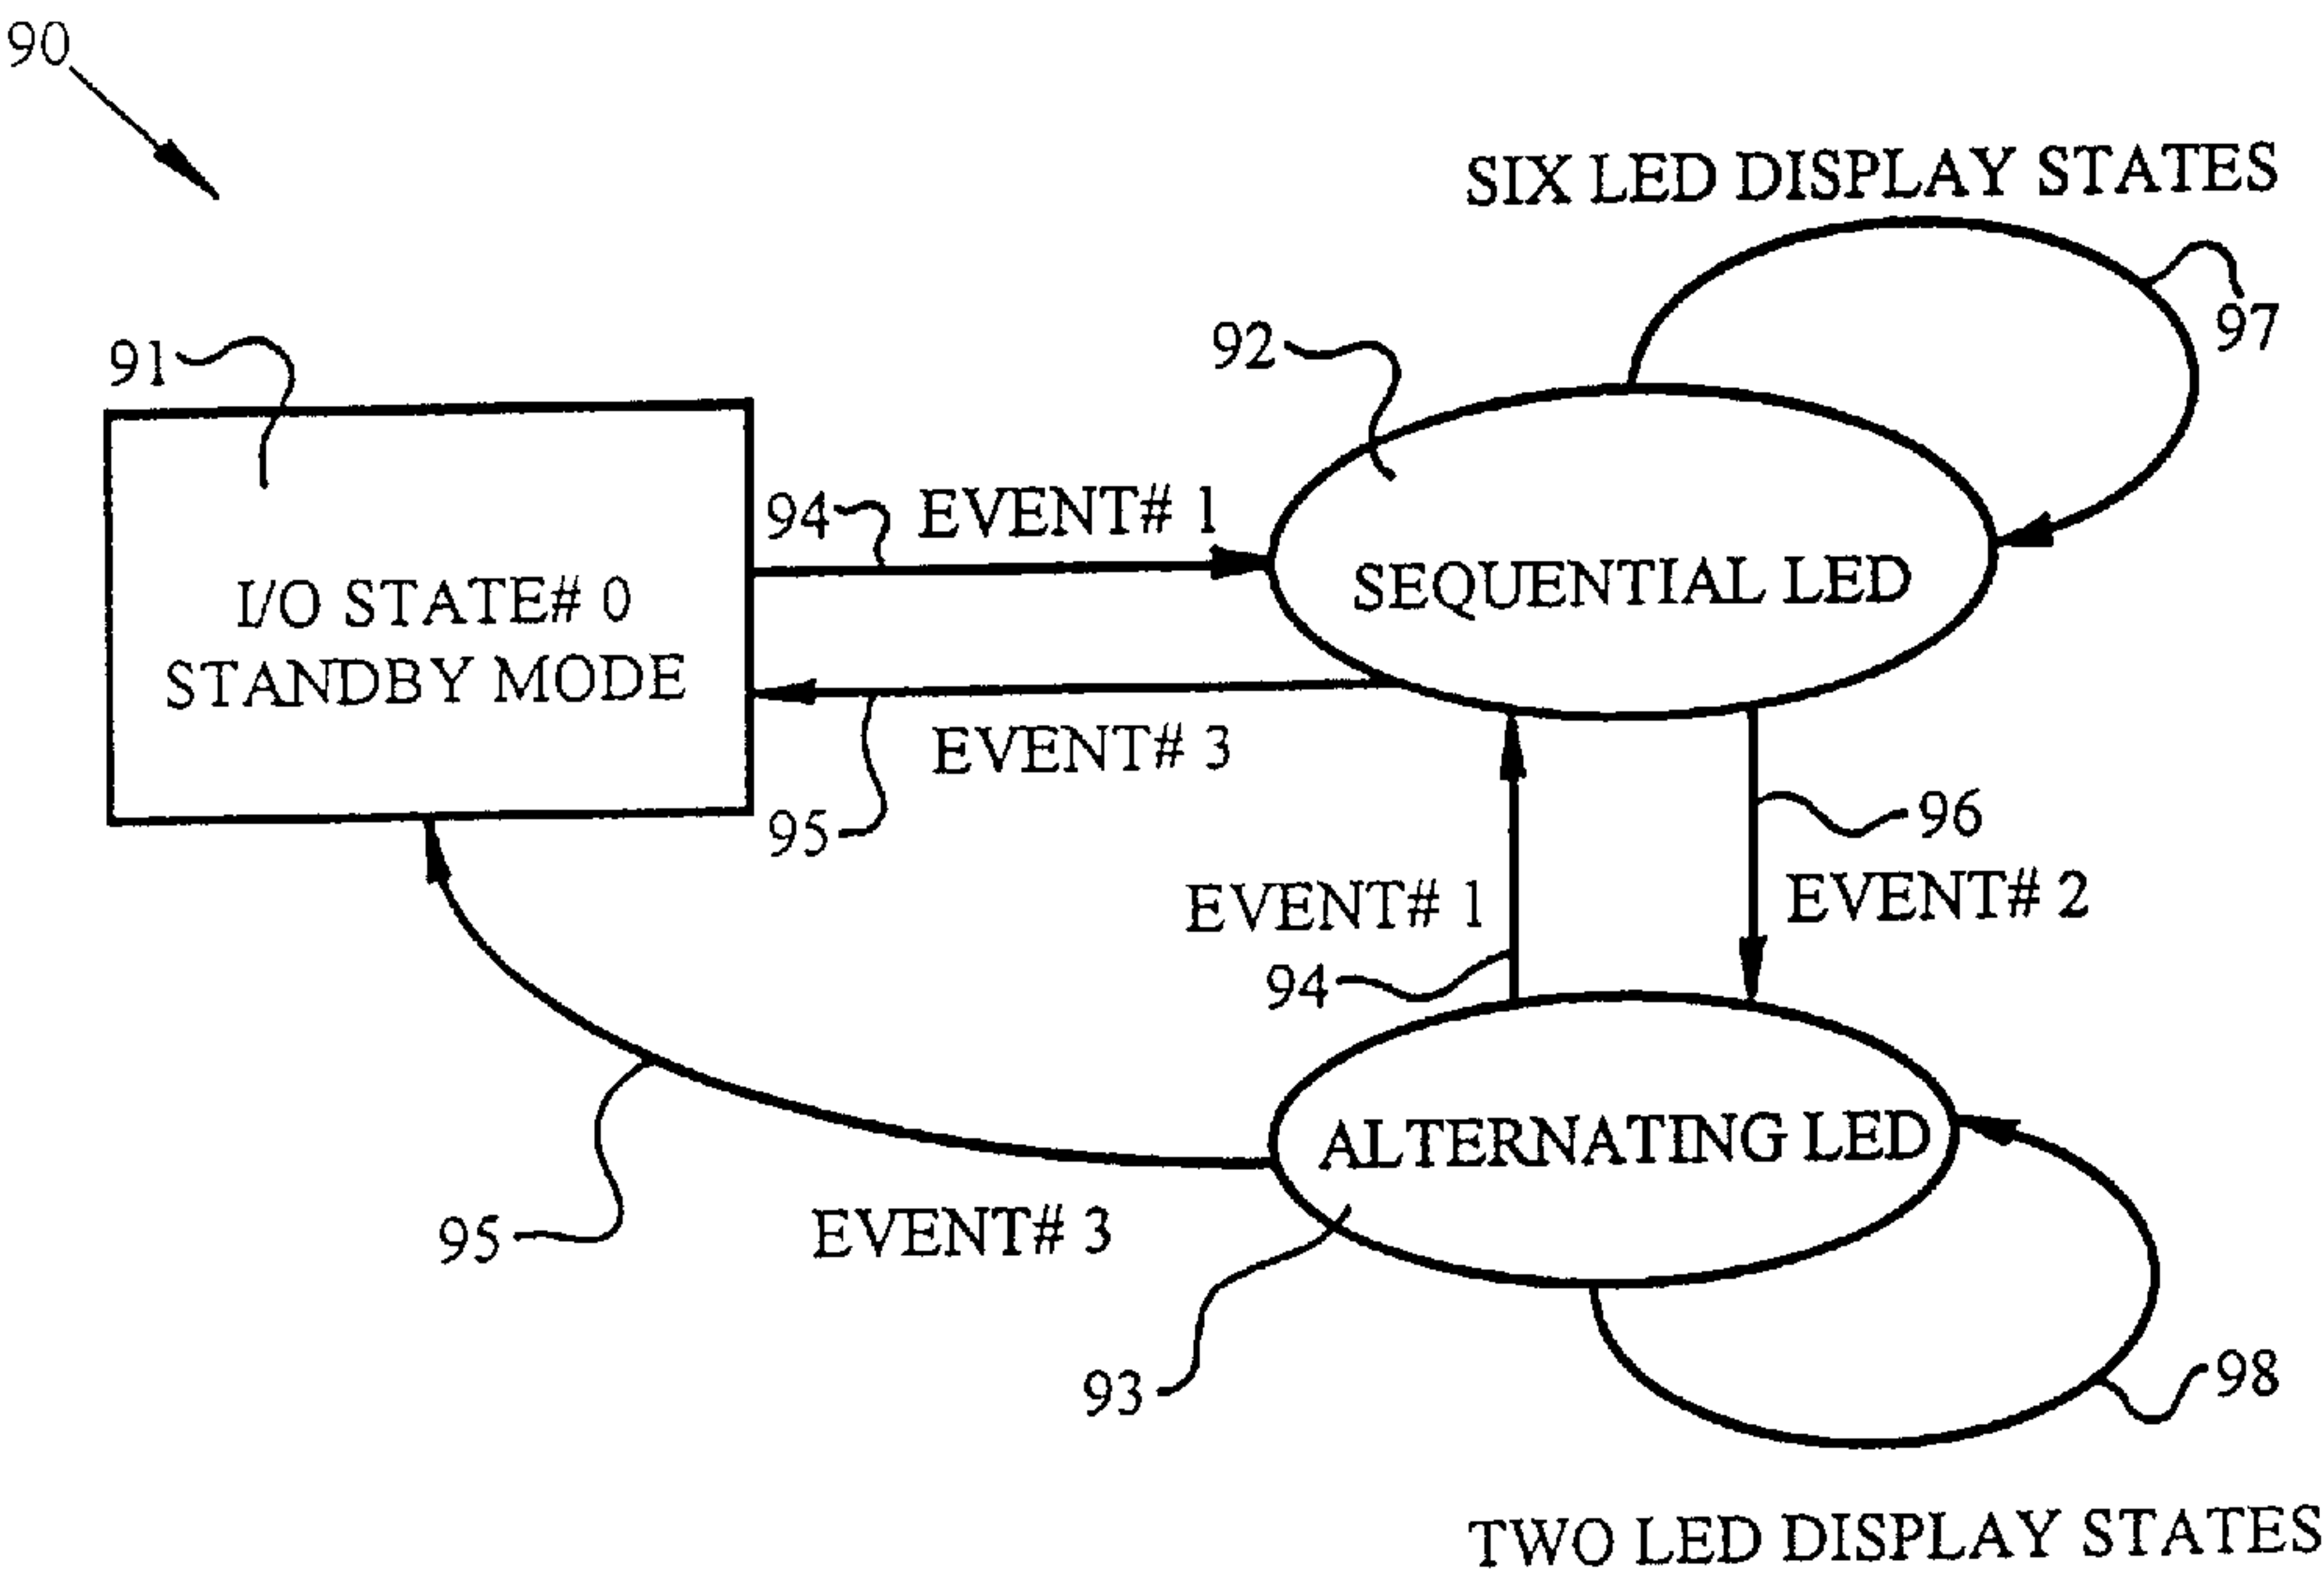 90
SIX LED DISPLAY STATES
97
92
91
94
EVENT# 1
I/O STATE# 0
STANDBY MODE
SEQUENTIAL LED
EVENT# 3
95
96
EVENT# 1
EVENT# 2
94
ALTERNATING LED
95
EVENT# 3
93
98
TWO LED DISPLAY STATES